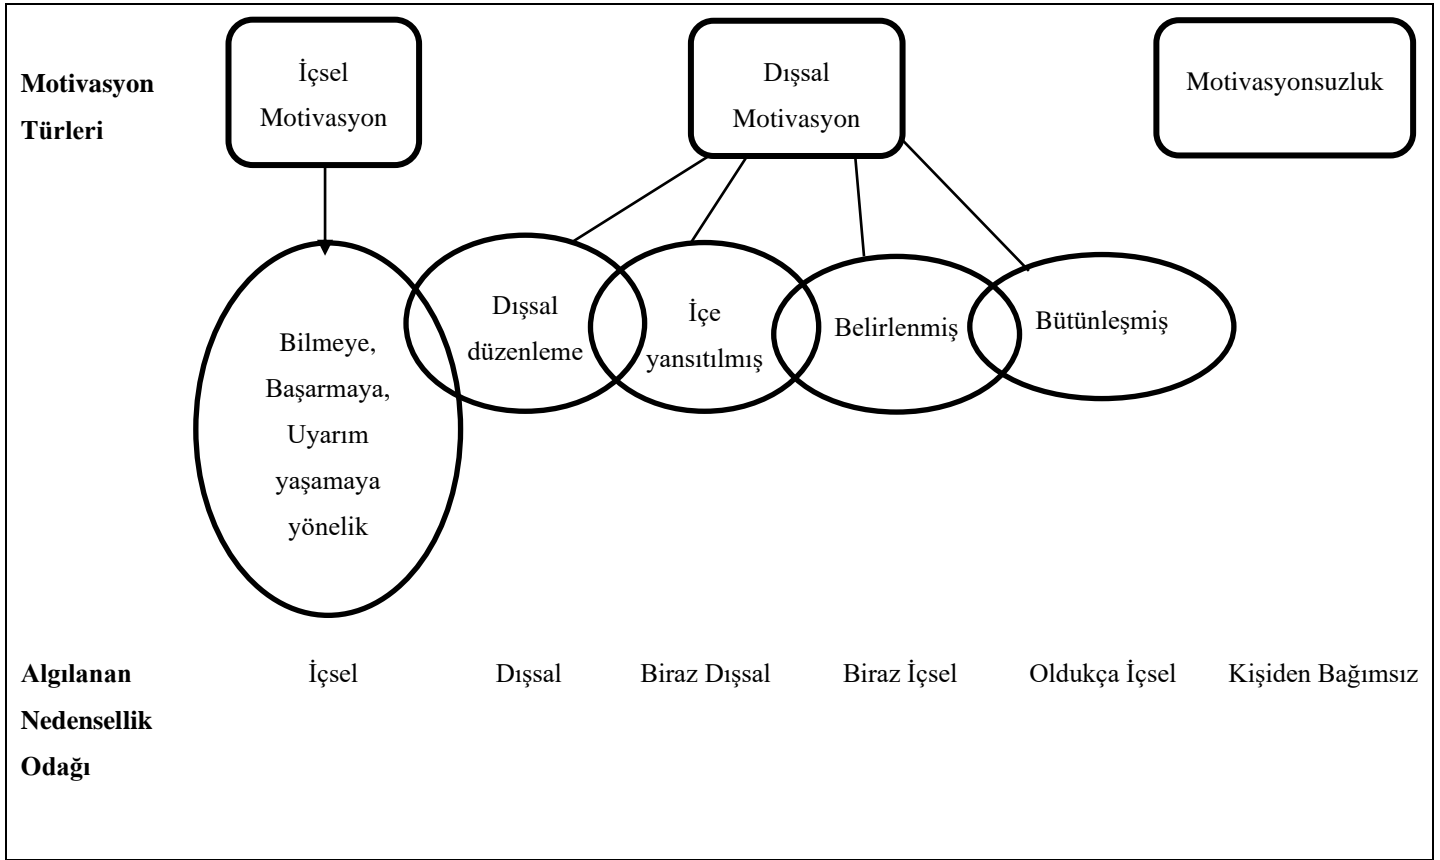 Motivasyon
Türleri
İçsel
Motivasyon
Dışsal
Motivasyon
Motivasyonsuzluk
Bilmeye,
Başarmaya,
Uyarım
yaşamaya
yönelik
Dışsal
düzenleme
İçe
yansıtılmış
Belirlenmiş
Bütünleşmiş
Algılanan
Nedensellik
Odağı
İçsel
Dışsal
Biraz Dışsal
Biraz İçsel
Oldukça İçsel
Kişiden Bağımsız